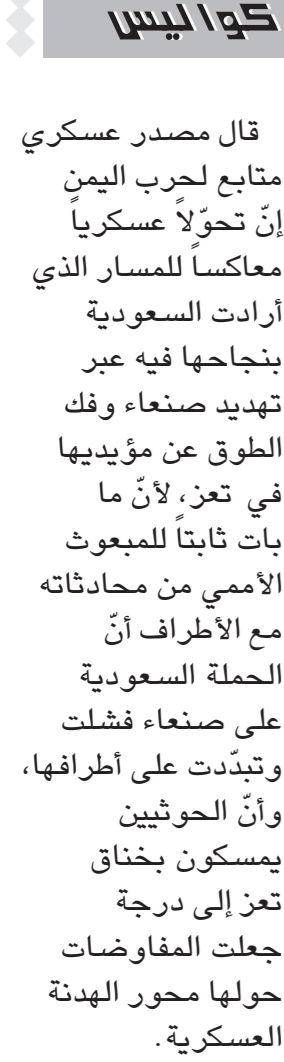 كواليس
قال مصدر عسكري
متابع لحرب اليمن
إنّ تحوّلاً عسكرياً
معاكساً للمسار الذي
أرادت السعودية
بنجاحها فيه عبر
تهديد صنعاء وفك
الطوق عن مؤيديها
في تعز، لأنّ ما
بات ثابتاً للمبعوث
الأممي من محادثاته
مع الأطراف أنّ
الحملة السعودية
على صنعاء فشلت
وتبدّدت على أطرافها،
وأنّ الحوثيين
يمسكون بخناق
تعز إلى درجة
جعلت المفاوضات
حولها محور الهدنة
العسكرية.